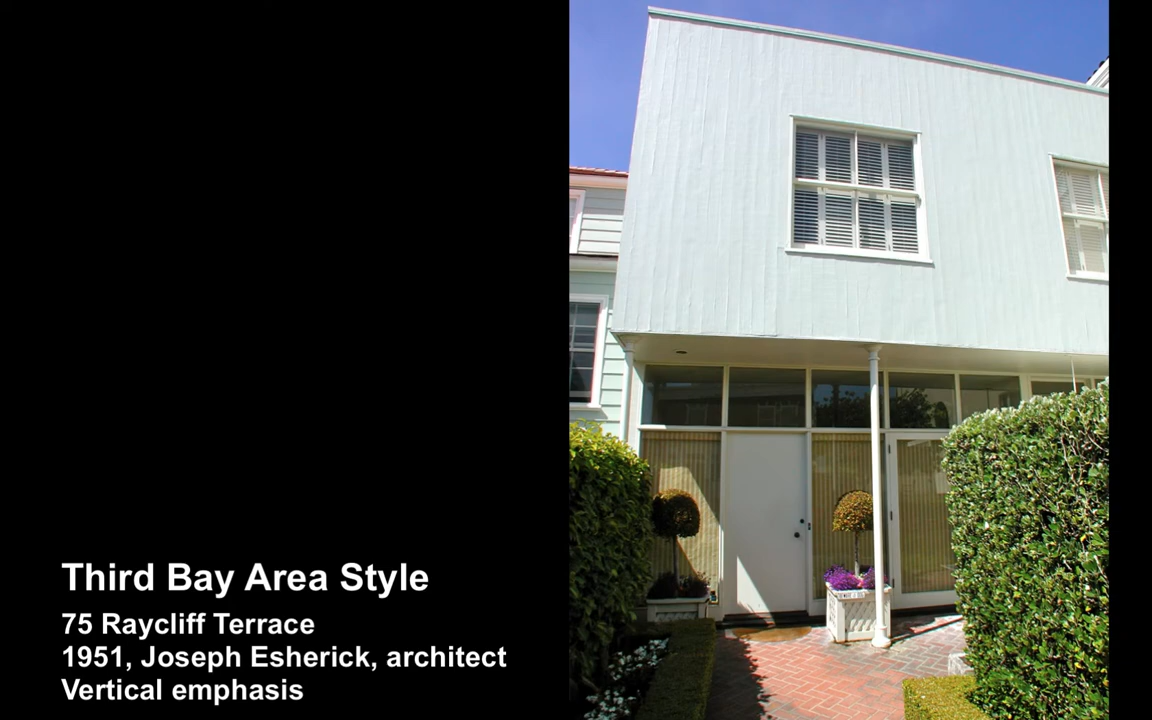 Third Bay Area Style
75 Raycliff Terrace
1951, Joseph Esherick, architect
Vertical emphasis